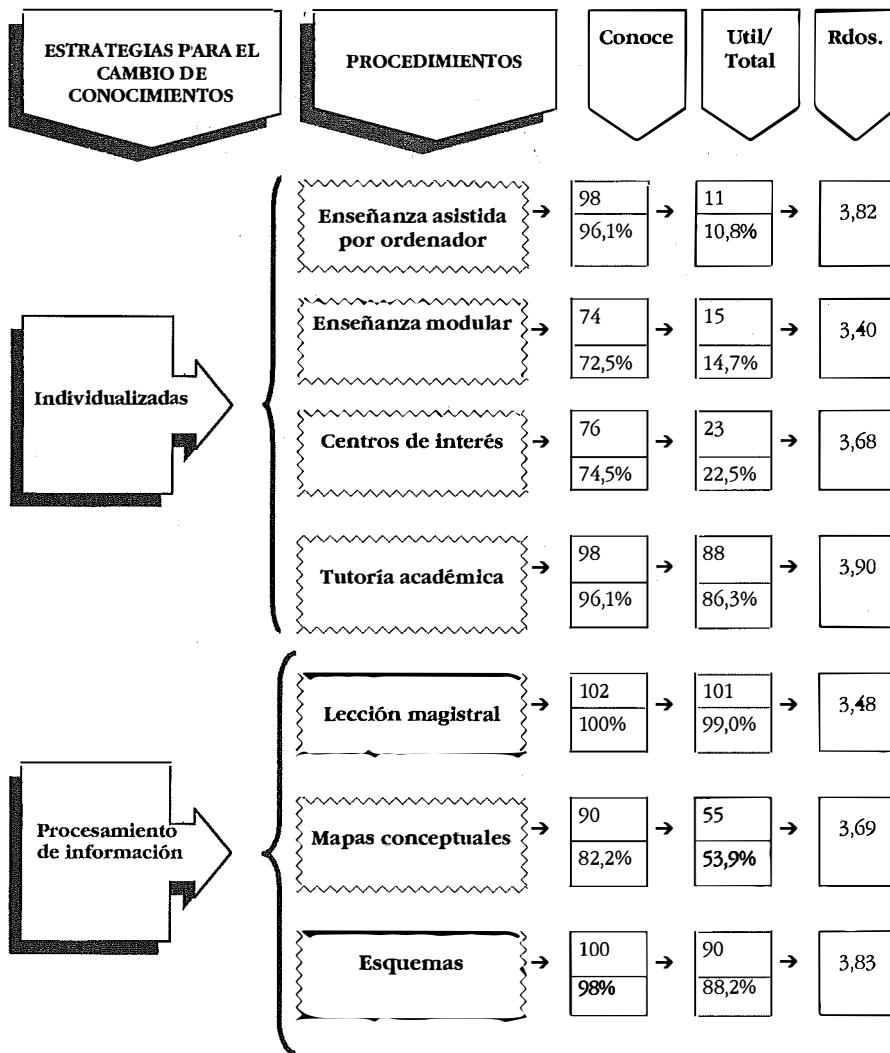 ESTRATEGIAS PARA EL
CAMBIO DE
CONOCIMIENTOS
PROCEDIMIENTOS
Conoce
Util/
Total
Rdos.
Individualizadas
Enseñanza asistida
por ordenador
98
96,1%
11
10,8%
3,82
Enseñanza modular
74
72,5%
15
14,7%
3,40
Centros de interés
76
74,5%
23
22,5%
3,68
Tutoría académica
98
96,1%
88
86,3%
3,90
Procesamiento
de información
Lección magistral
102
100%
101
99,0%
3,48
Mapas conceptuales
90
82,2%
55
53,9%
3,69
Esquemas
100
98%
90
88,2%
3,83